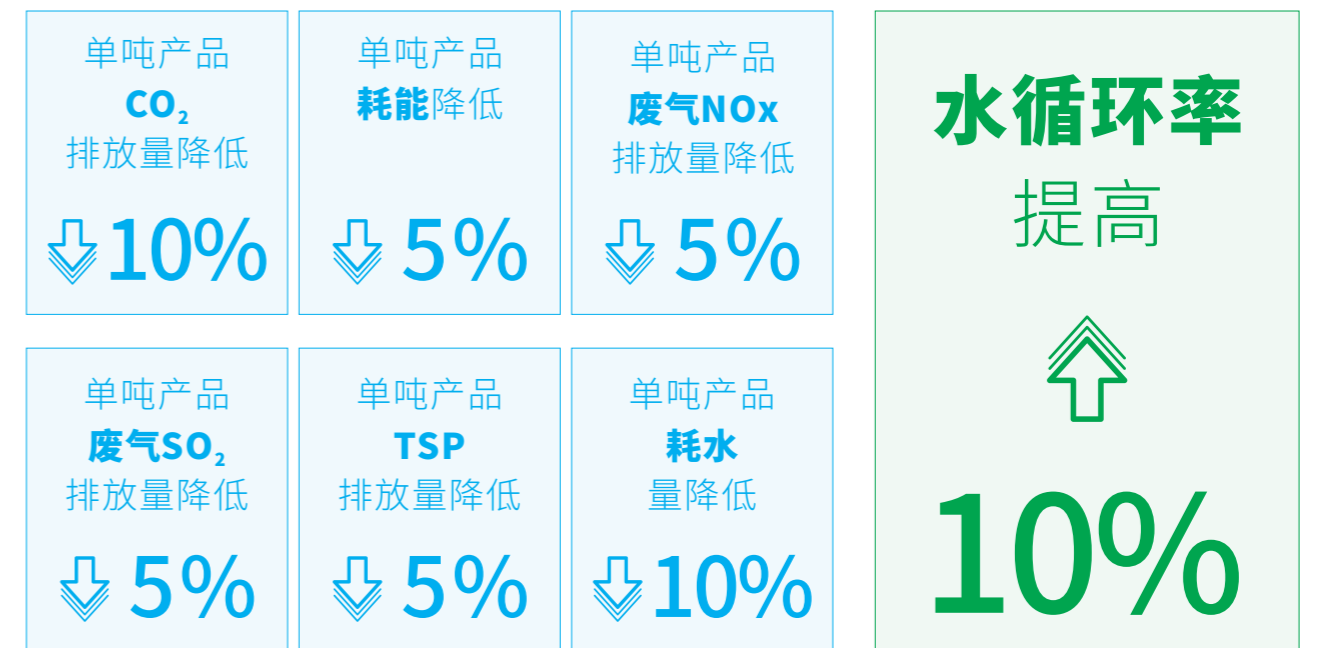 单吨产品
CO₂
排放量降低
10%
单吨产品
耗能降低
5%
单吨产品
废气NOx
排放量降低
5%
单吨产品
废气SO₂
排放量降低
5%
单吨产品
TSP
排放量降低
5%
单吨产品
耗水
量降低
10%
水循环率
提高
10%